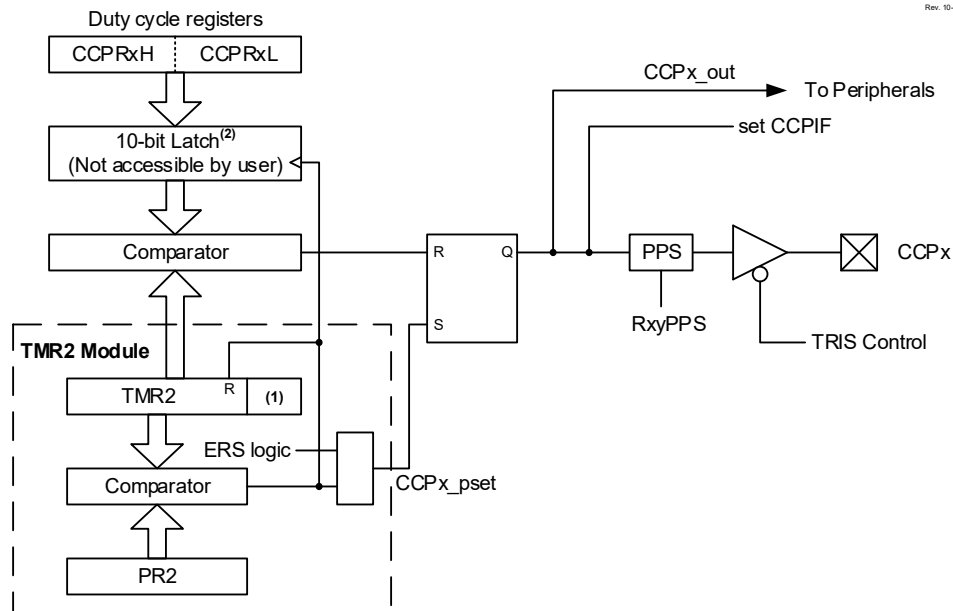 Rev. 10-
Duty cycle registers
CCPRxH CCPRxL
CCPx_out
To Peripherals
set CCPIF
10-bit Latch(2)
(Not accessible by user)
Comparator
R Q
S
PPS
CCPx
RxyPPS
TRIS Control
TMR2 Module
TMR2 R (1)
ERS logic
Comparator
CCPx_pset
PR2